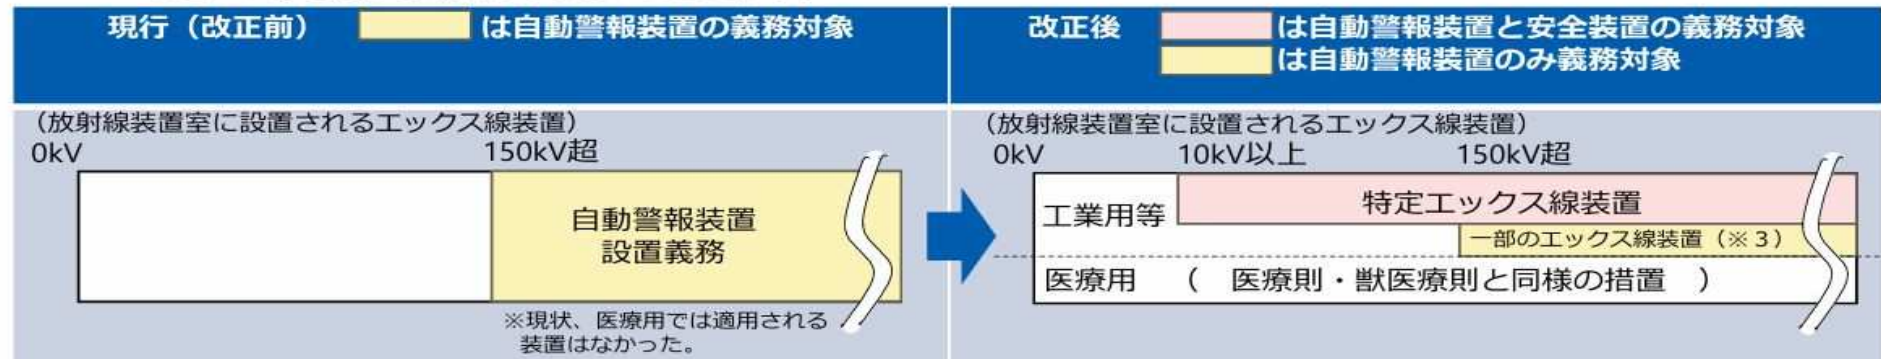 現行（改正前） は自動警報装置の義務対象
（放射線装置室に設置されるエックス線装置）
0kV 150kV超
自動警報装置
設置義務
※現状、医療用では適用される
装置はなかった。
改正後 は自動警報装置と安全装置の義務対象
は自動警報装置のみ義務対象
（放射線装置室に設置されるエックス線装置）
0kV 10kV以上 150kV超
工業用等 特定エックス線装置
一部のエックス線装置（※３）
医療用 （ 医療則・獣医療則と同様の措置 ）